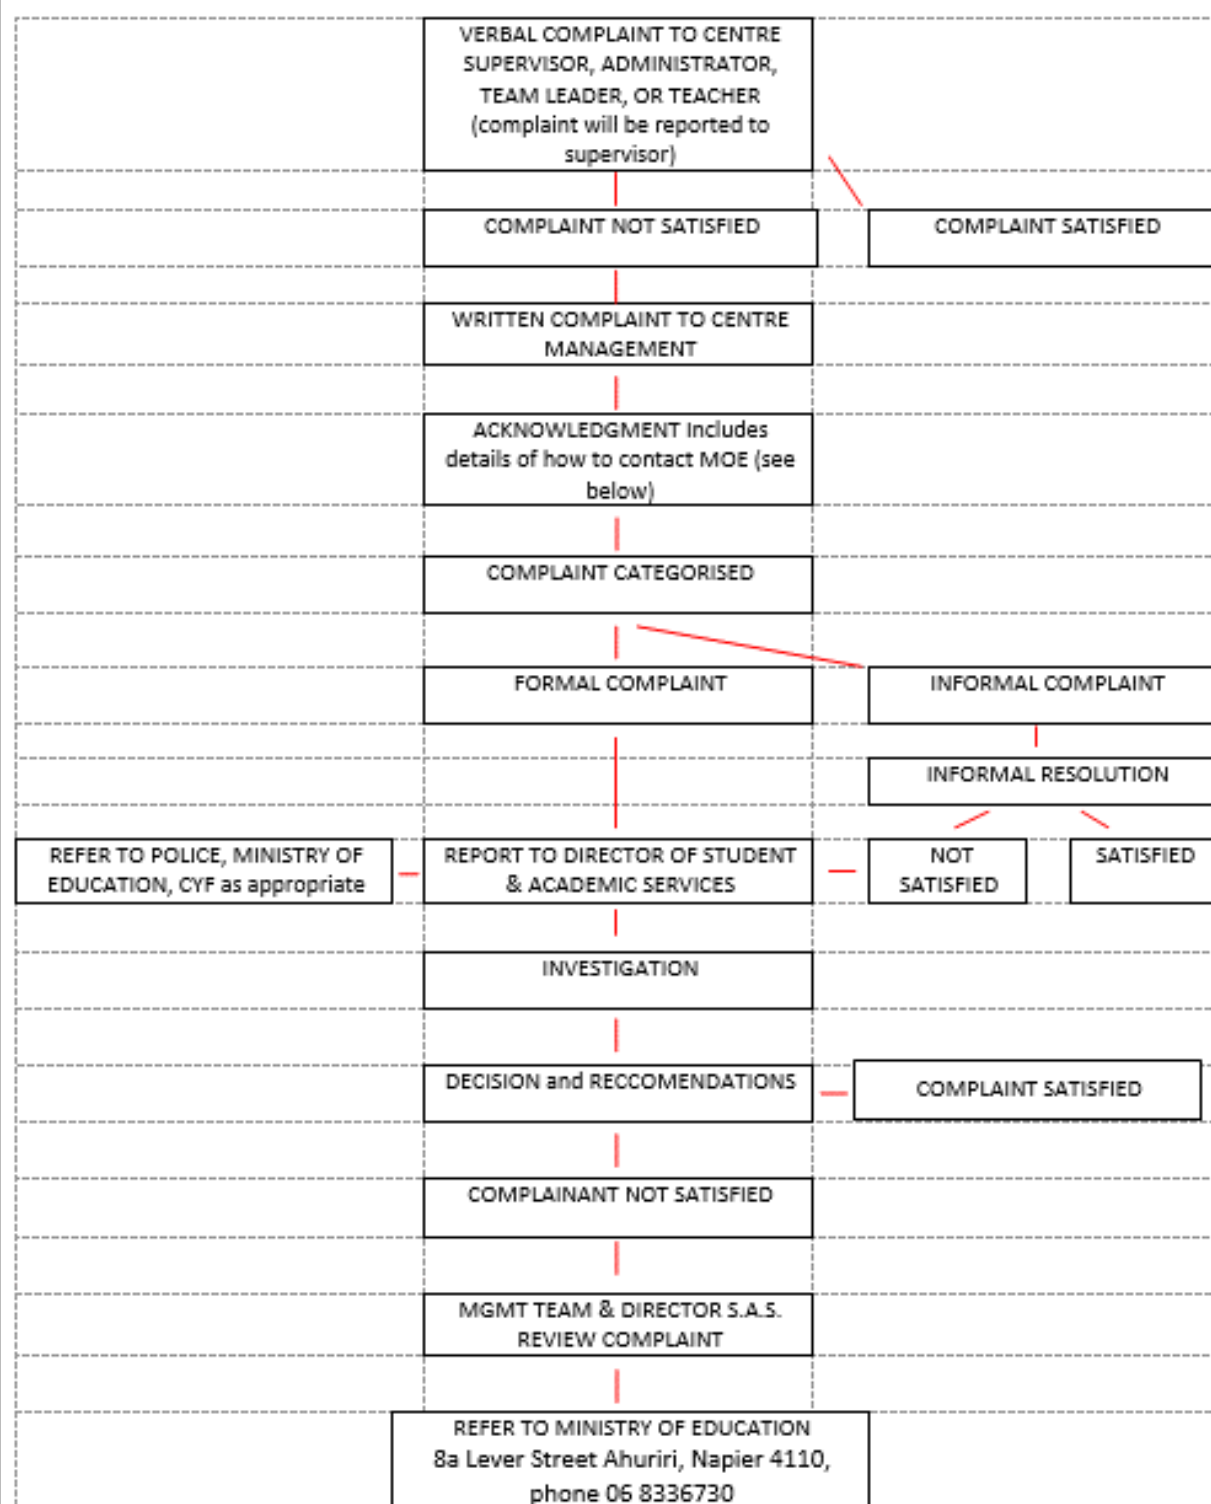 VERBAL COMPLAINT TO CENTRE
SUPERVISOR, ADMINISTRATOR,
TEAM LEADER, OR TEACHER
(complaint will be reported to
supervisor)
COMPLAINT NOT SATISFIED
COMPLAINT SATISFIED
WRITTEN COMPLAINT TO CENTRE
MANAGEMENT
ACKNOWLEDGMENT Includes
details of how to contact MOE (see
below)
COMPLAINT CATEGORISED
FORMAL COMPLAINT
INFORMAL COMPLAINT
INFORMAL RESOLUTION
REFER TO POLICE, MINISTRY OF
EDUCATION, CYF as appropriate
REPORT TO DIRECTOR OF STUDENT
& ACADEMIC SERVICES
NOT
SATISFIED
SATISFIED
INVESTIGATION
DECISION and RECCOMENDATIONS
COMPLAINT SATISFIED
COMPLAINANT NOT SATISFIED
MGMT TEAM & DIRECTOR S.A.S.
REVIEW COMPLAINT
REFER TO MINISTRY OF EDUCATION
8a Lever Street Ahuriri, Napier 4110,
phone 06 8336730